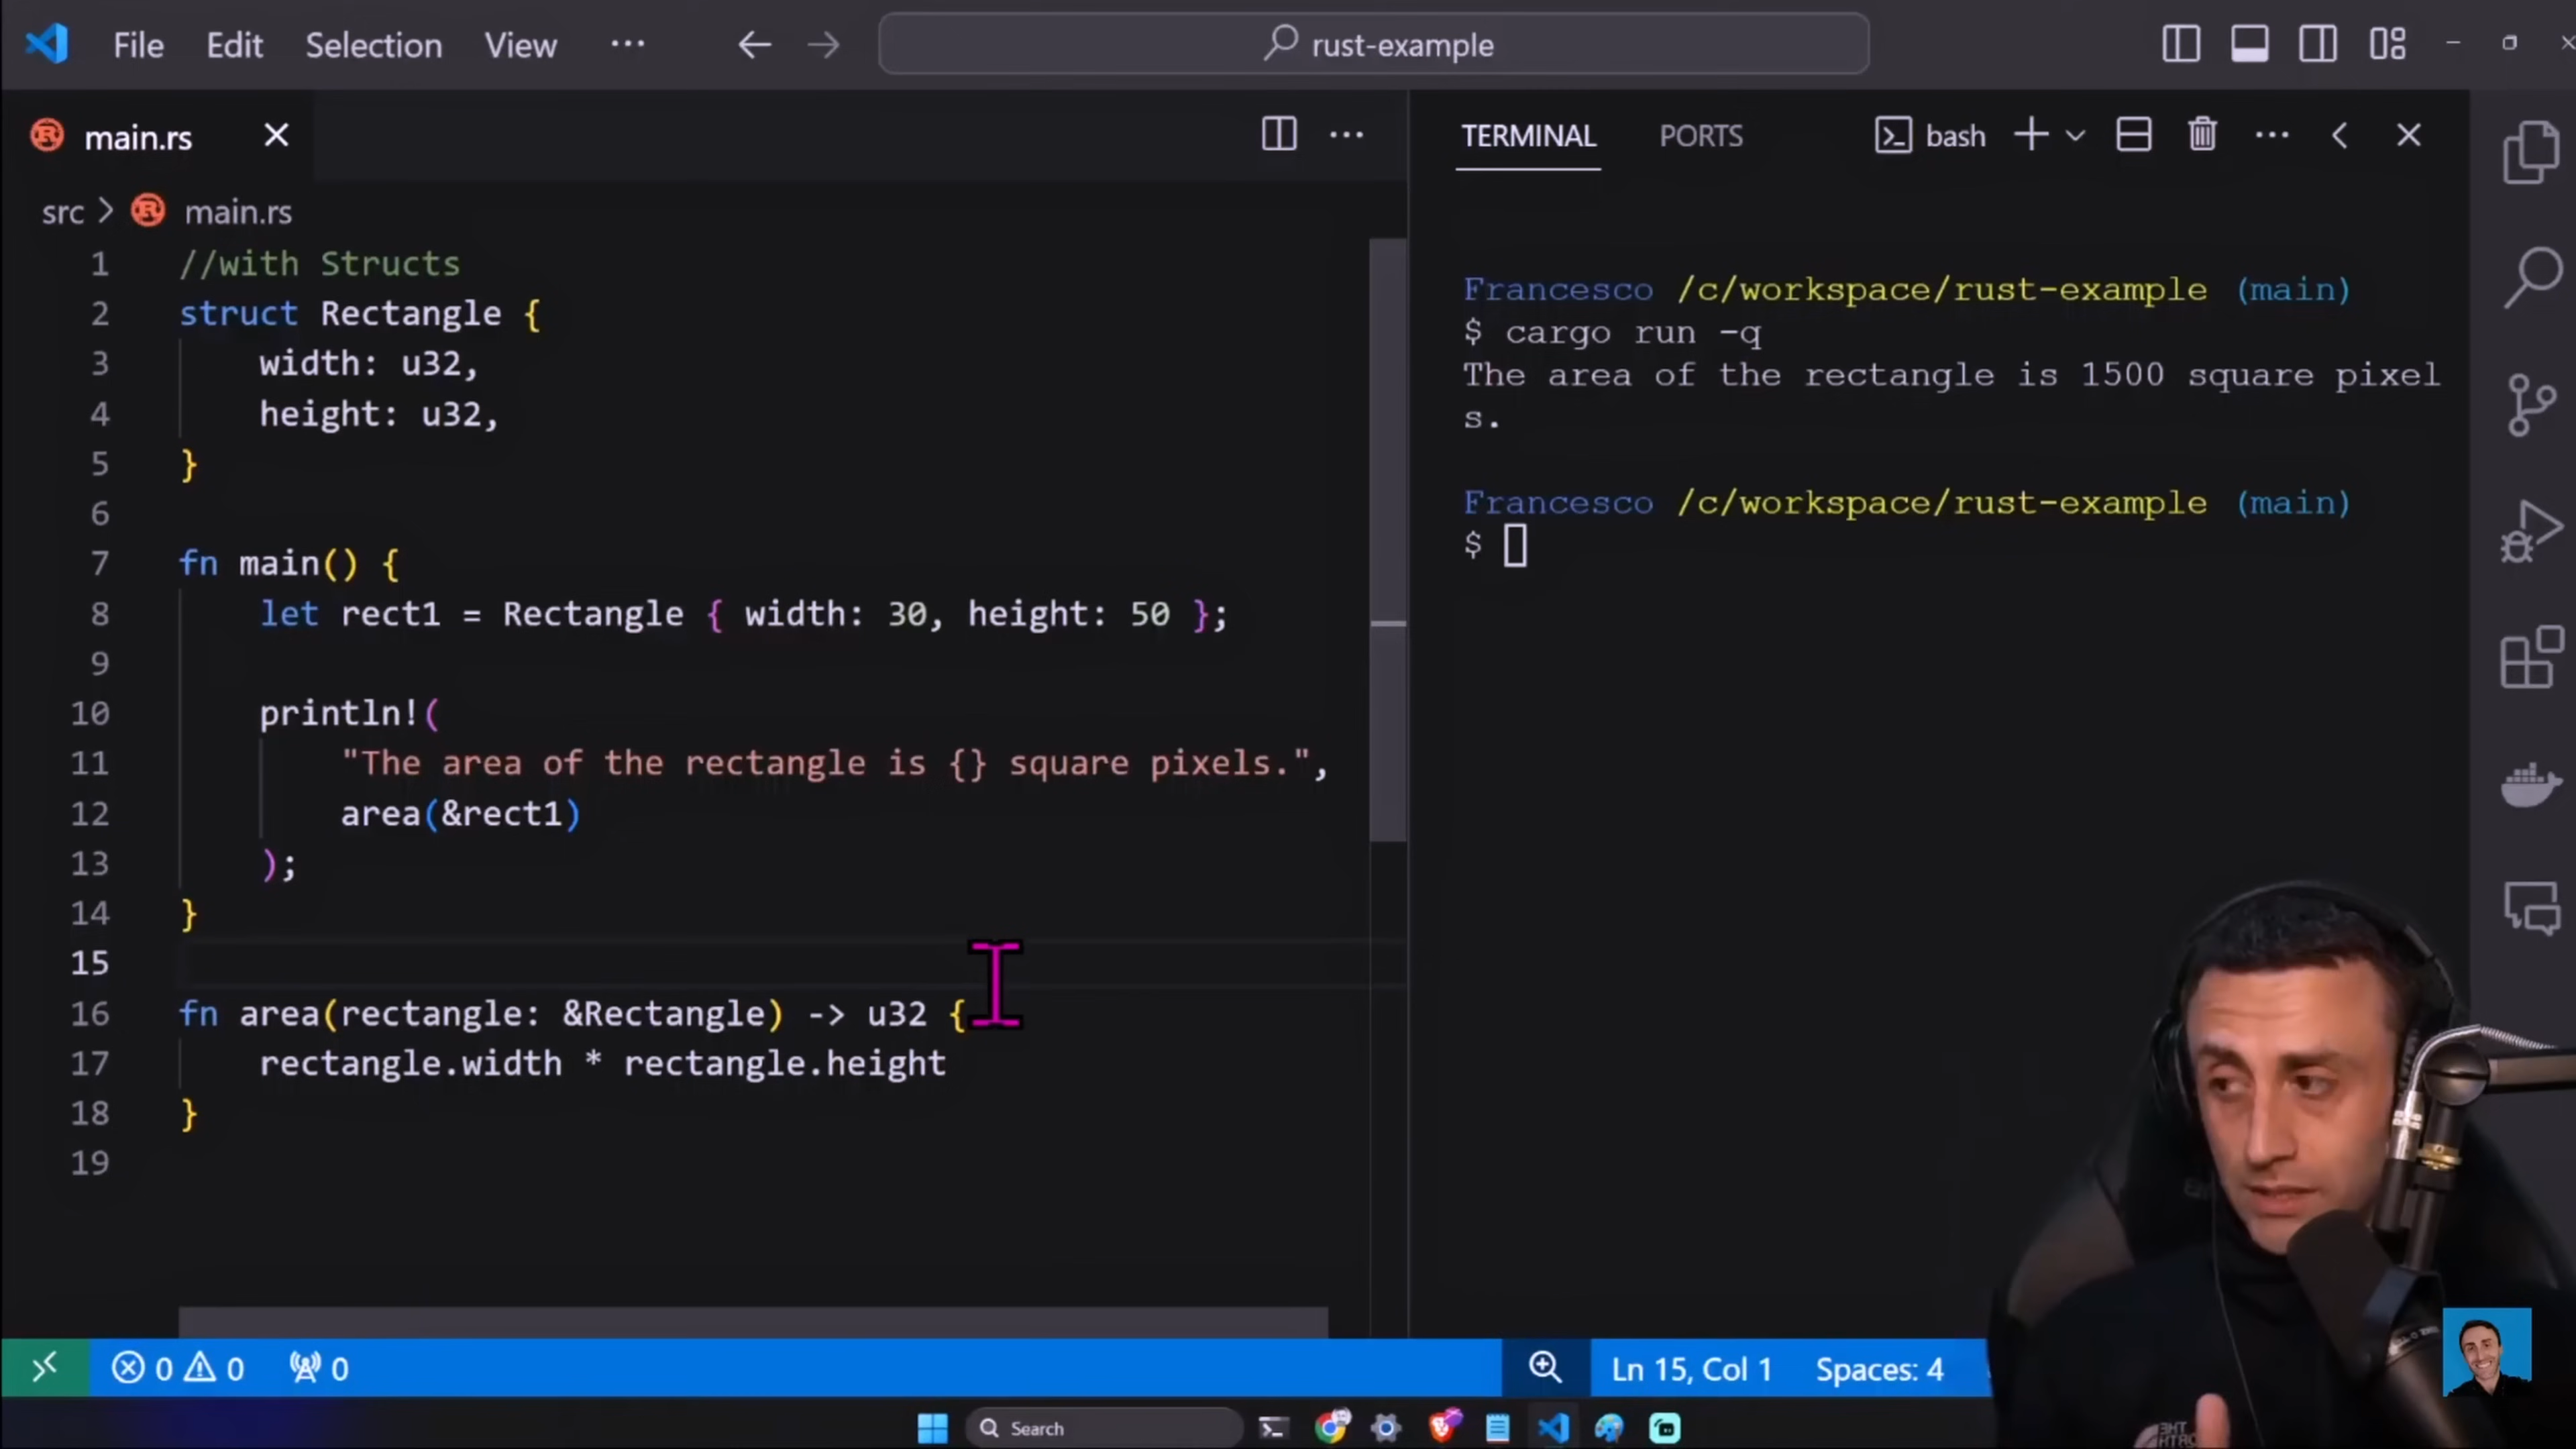 File Edit Selection View ... rust-example
main.rs
TERMINAL PORTS bash
src > main.rs
1 //with Structs
2 struct Rectangle {
3 width: u32,
4 height: u32,
5 }
6
7 fn main() {
8 let rect1 = Rectangle { width: 30, height: 50 };
9
10 println!(
11 "The area of the rectangle is {} square pixels.",
12 area(&rect1)
13 );
14 }
15
16 fn area(rectangle: &Rectangle) -> u32 {
17 rectangle.width * rectangle.height
18 }
19
Francesco /c/workspace/rust-example (main)
$ cargo run -q
The area of the rectangle is 1500 square pixel
s.
Francesco /c/workspace/rust-example (main)
$
THE
NORTH
0 0 0 Ln 15, Col 1 Spaces: 4
Search